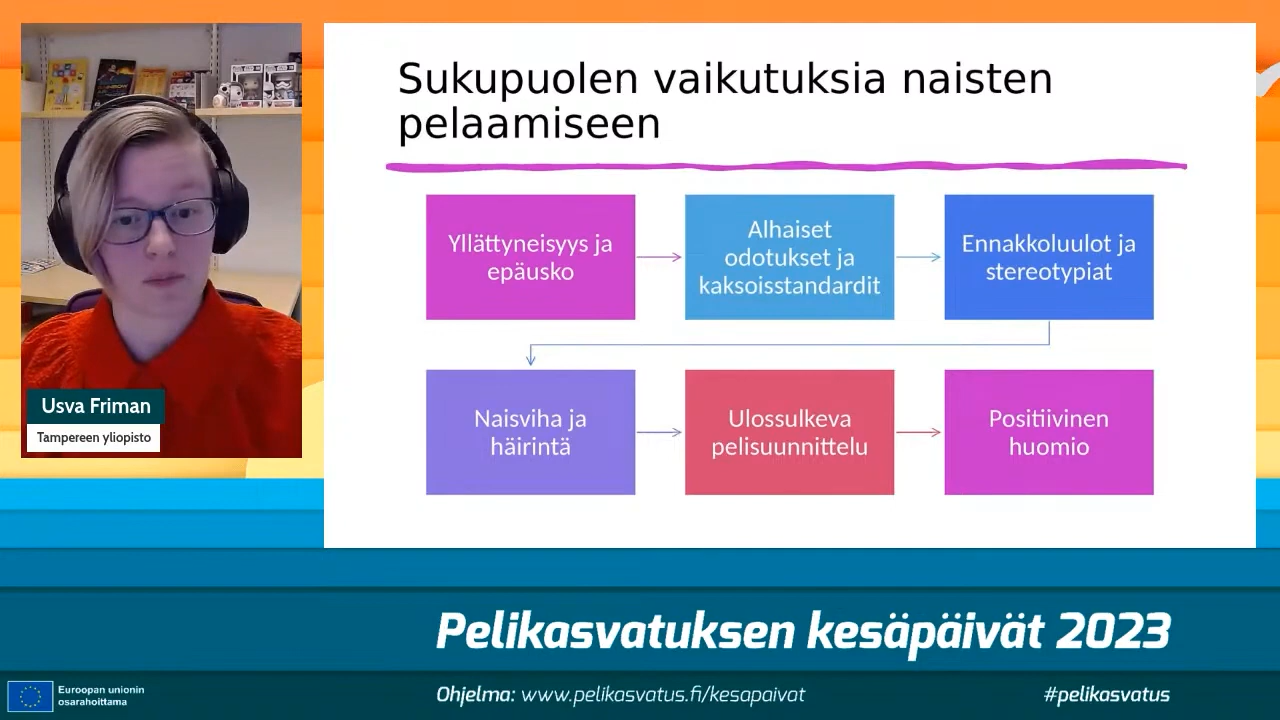 Sukupuolen vaikutuksia naisten
pelaamiseen
Yllättyneisyys ja
epäusko
Alhaiset
odotukset ja
kaksoisstandardit
Ennakkoluulot ja
stereotypiat
Naisviha ja
häirintä
Ulossulkeva
pelisuunnittelu
Positiivinen
huomio
Usva Friman
Tampereen yliopisto
Pelikasvatuksen kesäpäivät 2023
Euroopan unionin
osarahoittama
Ohjelma: www.pelikasvatus.fi/kesapaivat
#pelikasvatus